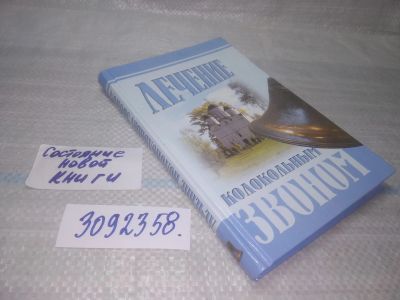 ЛЕЧЕНИЕ
КОЛОКОЛЬНЫМ
ЗВОНОМ
Состояние
новой
книги
3092358.